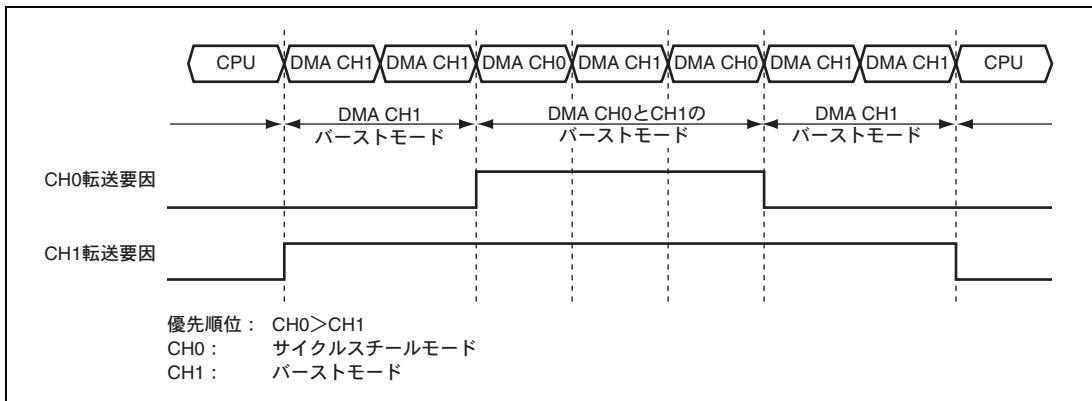 CPU DMA CH1 DMA CH1 DMA CH0 DMA CH1 DMA CH0 DMA CH1 DMA CH1 CPU
DMA CH1
バーストモード
DMA CH0とCH1の
バーストモード
DMA CH1
バーストモード
CH0転送要因
CH1転送要因
優先順位： CH0＞CH1
CH0： サイクルスチールモード
CH1： バーストモード